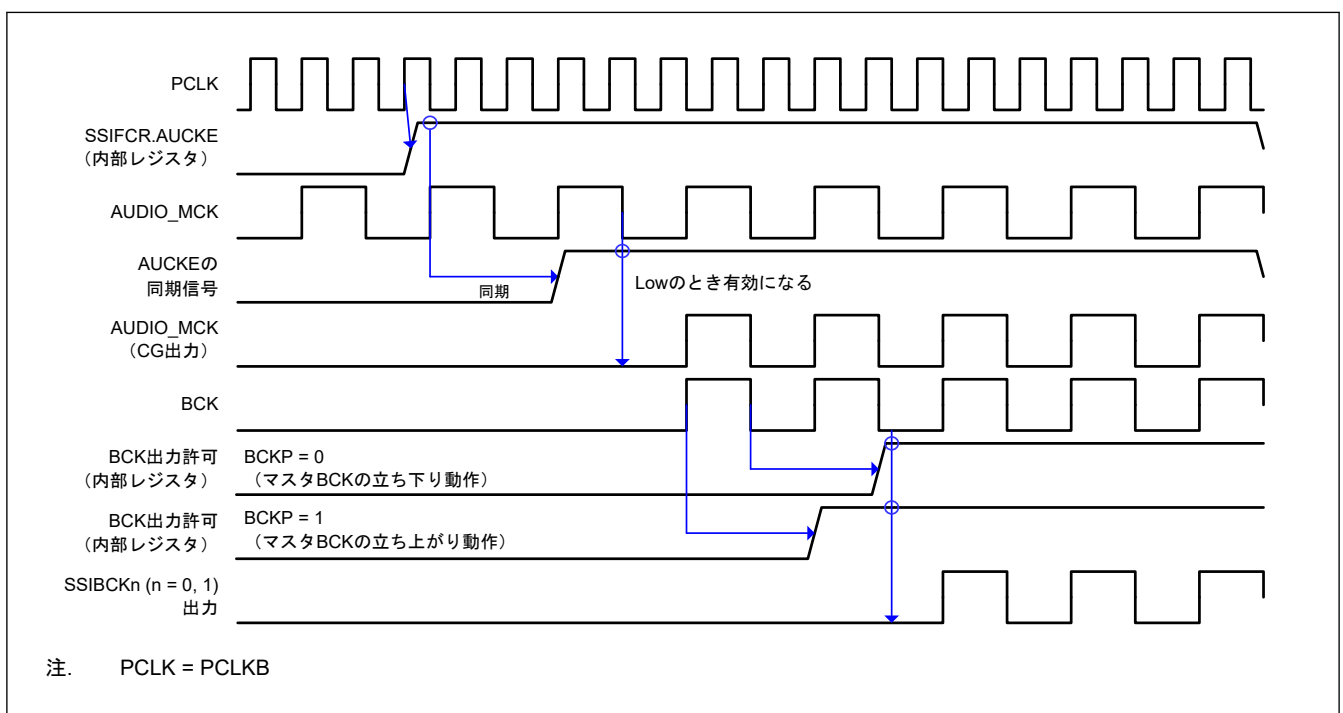 PCLK
SSIFCR.AUCKE
（内部レジスタ）
AUDIO_MCK
AUCKEの
同期信号
同期
Lowのとき有効になる
AUDIO_MCK
（CG出力）
BCK
BCK出力許可
（内部レジスタ）
BCKP = 0
（マスタBCKの立ち下り動作）
BCK出力許可
（内部レジスタ）
BCKP = 1
（マスタBCKの立ち上がり動作）
SSIBCKn (n = 0, 1)
出力
注. PCLK = PCLKB